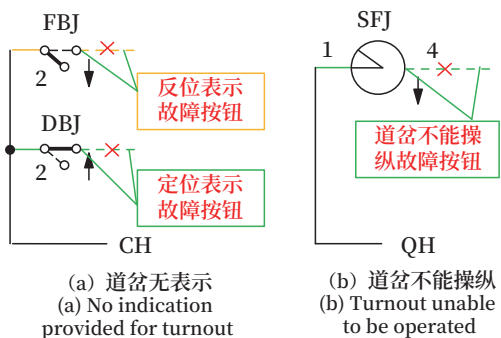 FBJ
2
反位表示
故障按钮
DBJ
2
定位表示
故障按钮
CH
（a）道岔无表示
(a) No indication
provided for turnout
SFJ
1
4
道岔不能操
纵故障按钮
QH
（b）道岔不能操纵
(b) Turnout unable
to be operated